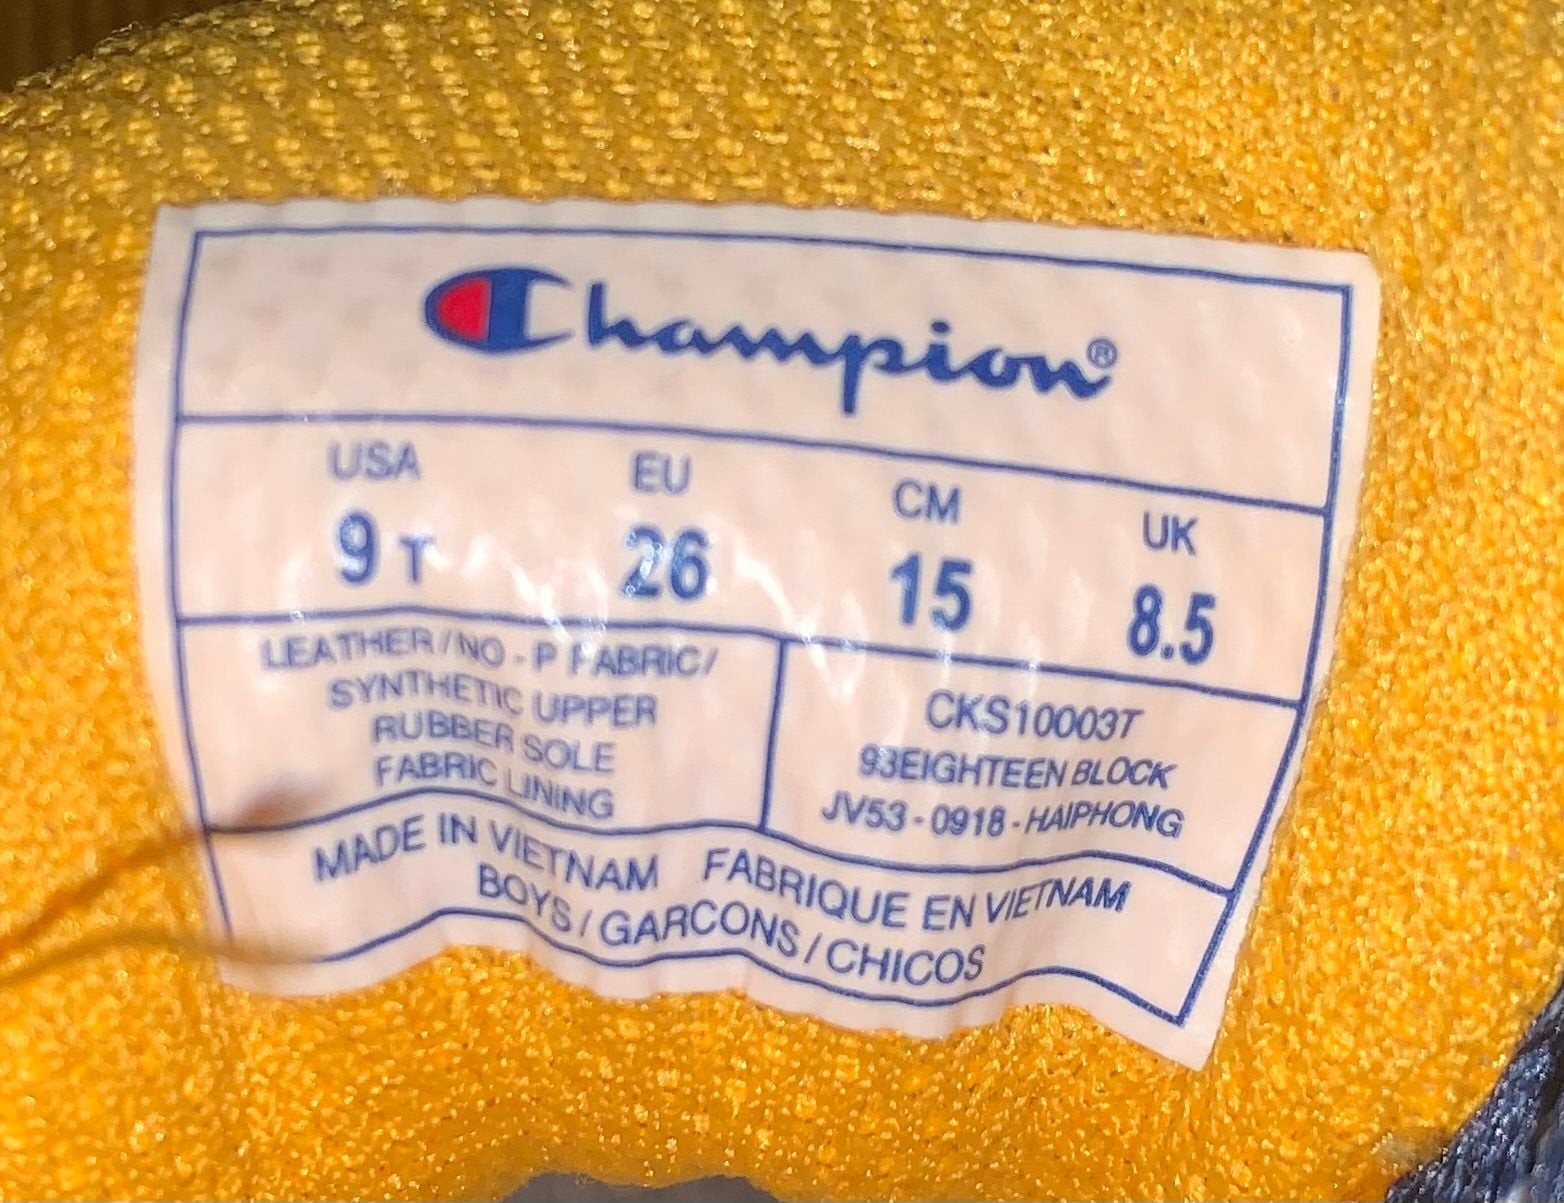 Champion®
USA EU CM UK
9 T 26 15 8.5
LEATHER/NO-P FABRIC/
SYNTHETIC UPPER
RUBBER SOLE
FABRIC LINING
CKS10003T
93EIGHTEEN BLOCK
JV53-0918-HAIPHONG
MADE IN VIETNAM FABRIQUE EN VIETNAM
BOYS/GARCONS/CHICOS